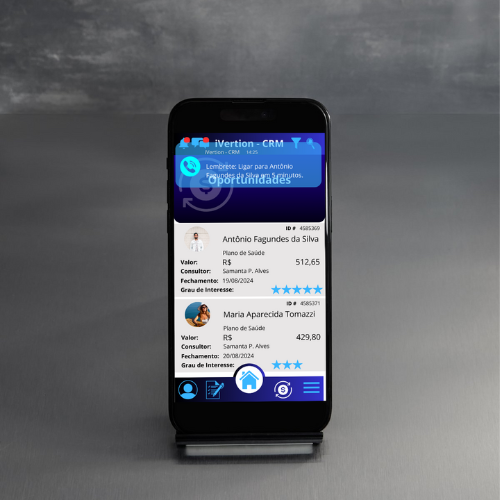 iVertion - CRM
iVertion - CRM 14:25
Lembrete: Ligar para Antônio
Fagundes da Silva em 5 minutos.
Oportunidades
ID # 4585369
Antônio Fagundes da Silva
Plano de Saúde
Valor: R$ 512,65
Consultor: Samanta P. Alves
Fechamento: 19/08/2024
Grau de Interesse:
ID # 4585371
Maria Aparecida Tomazzi
Plano de Saúde
Valor: R$ 429,80
Consultor: Samanta P. Alves
Fechamento: 20/08/2024
Grau de Interesse: